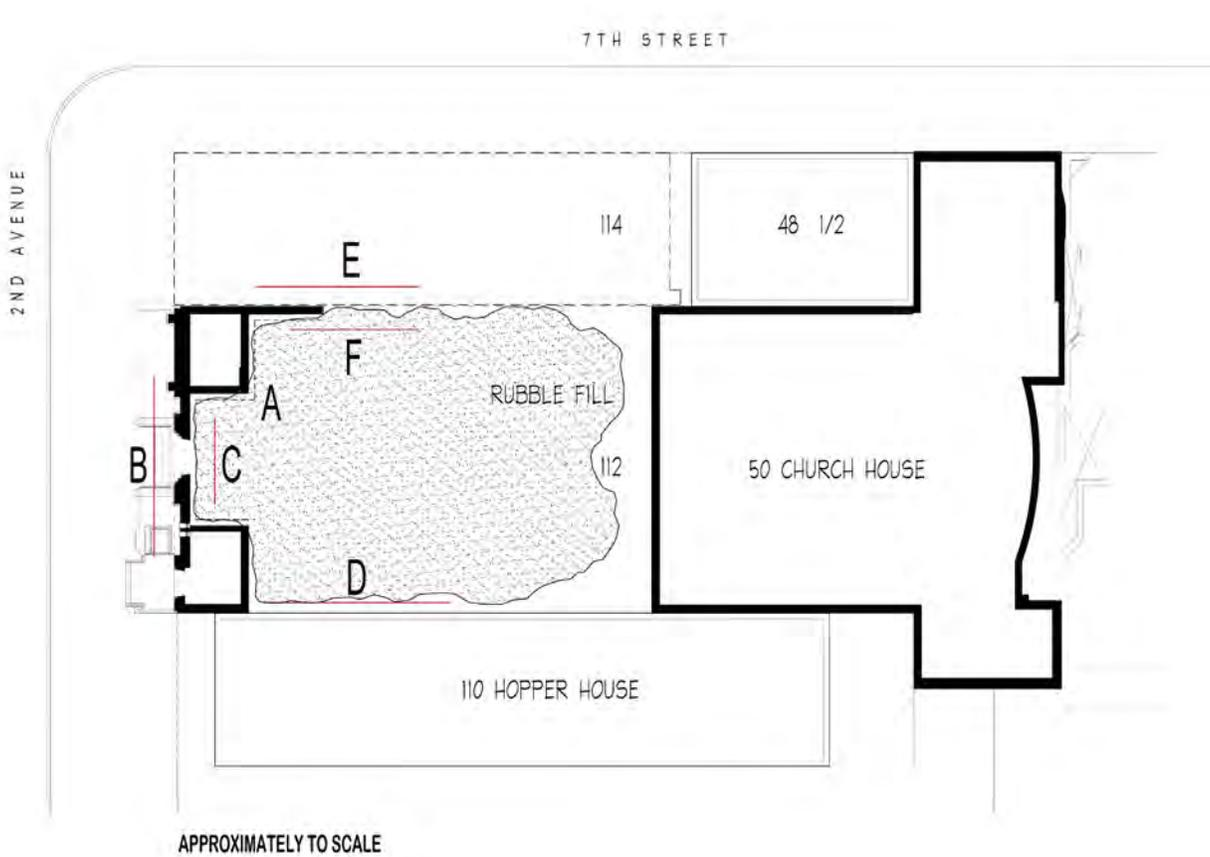 7TH STREET
2ND AVENUE
114
48 1/2
E
F
A
RUBBLE FILL
B
C
112
50 CHURCH HOUSE
D
110 HOPPER HOUSE
APPROXIMATELY TO SCALE